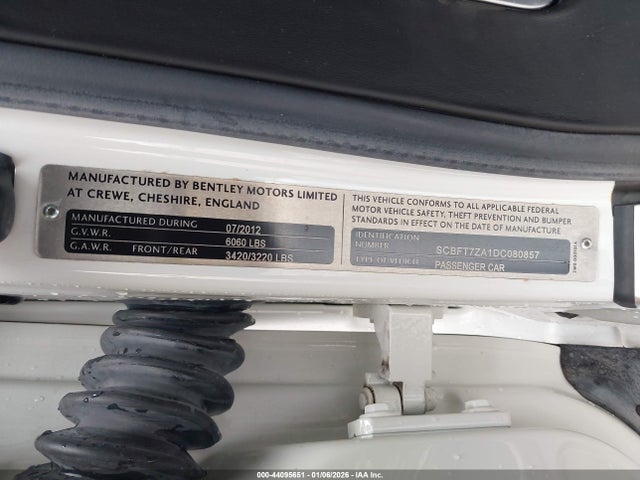 MANUFACTURED BY BENTLEY MOTORS LIMITED
AT CREWE, CHESHIRE, ENGLAND
MANUFACTURED DURING 07/2012
G.V.W.R. 6060 LBS
G.A.W.R. FRONT/REAR 3420/3220 LBS
THIS VEHICLE CONFORMS TO ALL APPLICABLE FEDERAL
MOTOR VEHICLE SAFETY, THEFT PREVENTION AND BUMPER
STANDARDS IN EFFECT ON THE DATE OF MANUFACTURE
IDENTIFICATION
NUMBER SCBFT7ZA1DC080857
TYPE OF VEHICLE PASSENGER CAR
000-44095651 - 01/06/2026 - IAA Inc.